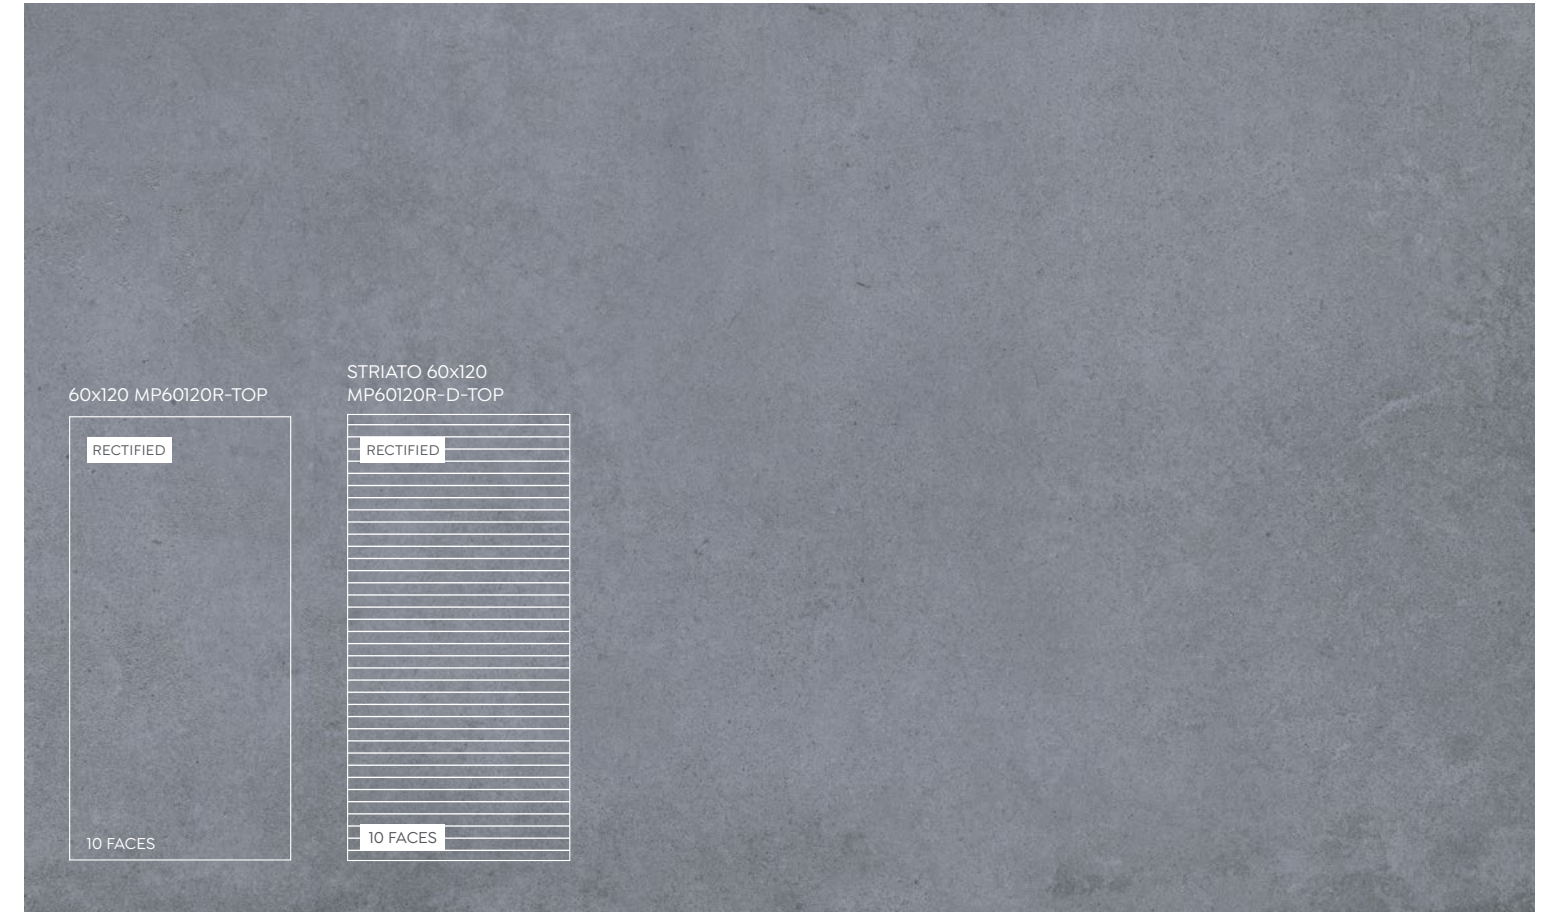 60x120 MP60120R-TOP
RECTIFIED
10 FACES
STRIATO 60x120
MP60120R-D-TOP
RECTIFIED
10 FACES